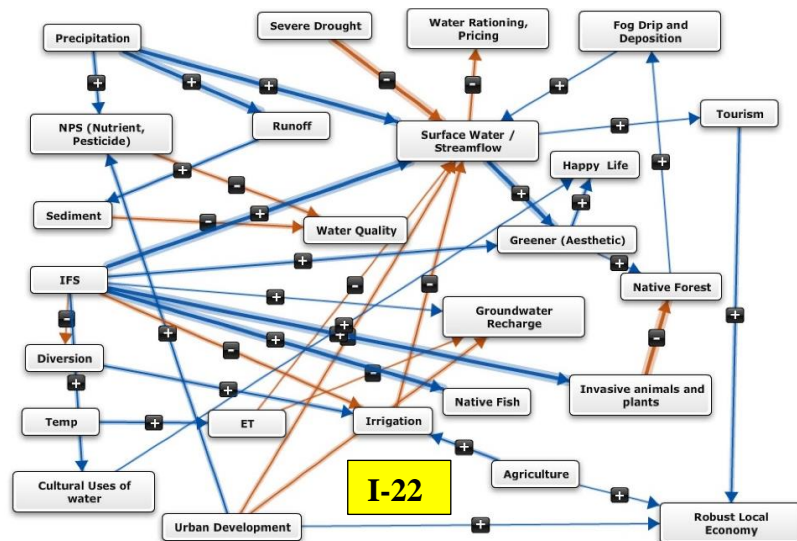 Severe Drought
Water Rationing,
Pricing
Fog Drip and
Deposition
Precipitation
NPS (Nutrient,
Pesticide)
Runoff
Surface Water /
Streamflow
Tourism
Happy Life
Sediment
Water Quality
Greener (Aesthetic)
IFS
Native Forest
Groundwater
Recharge
Diversion
Native Fish
Invasive animals and
plants
Temp
ET
Irrigation
Cultural Uses of
water
Agriculture
I-22
Urban Development
Robust Local
Economy